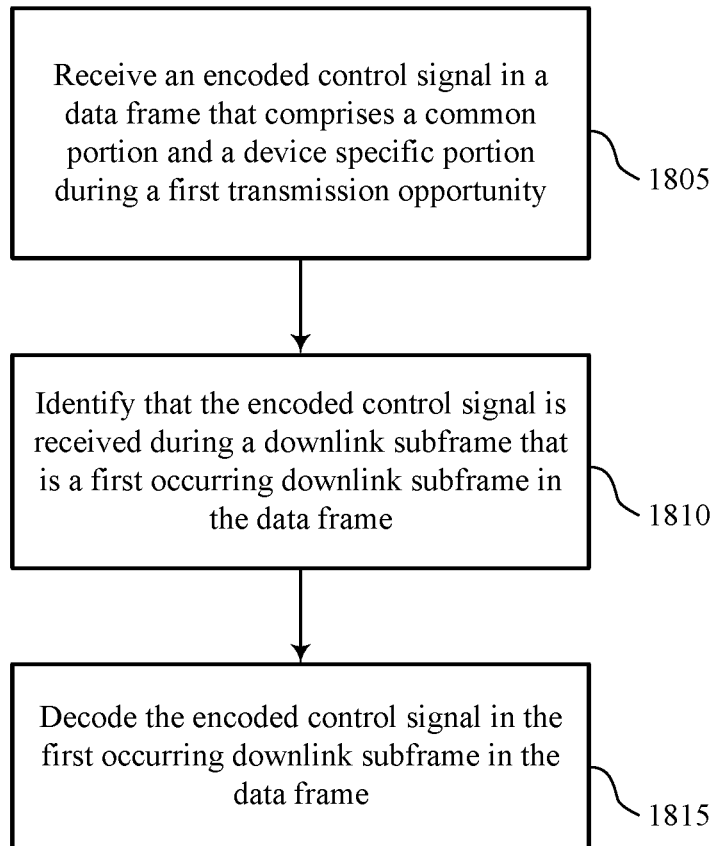 Receive an encoded control signal in a
data frame that comprises a common
portion and a device specific portion
during a first transmission opportunity
1805
Identify that the encoded control signal is
received during a downlink subframe that
is a first occurring downlink subframe in
the data frame
1810
Decode the encoded control signal in the
first occurring downlink subframe in the
data frame
1815